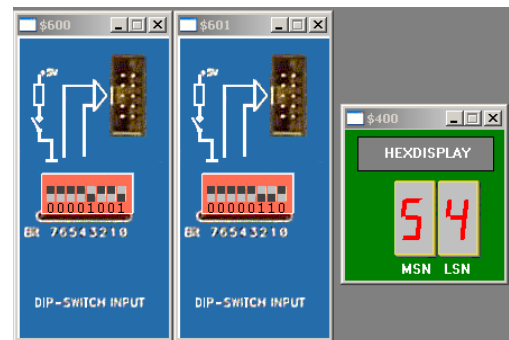 $600
5V
00001001
BIt 76543210
DIP-SWITCH INPUT
$601
5V
00000110
BIt 76543210
DIP-SWITCH INPUT
$400
HEXDISPLAY
54
MSN LSN